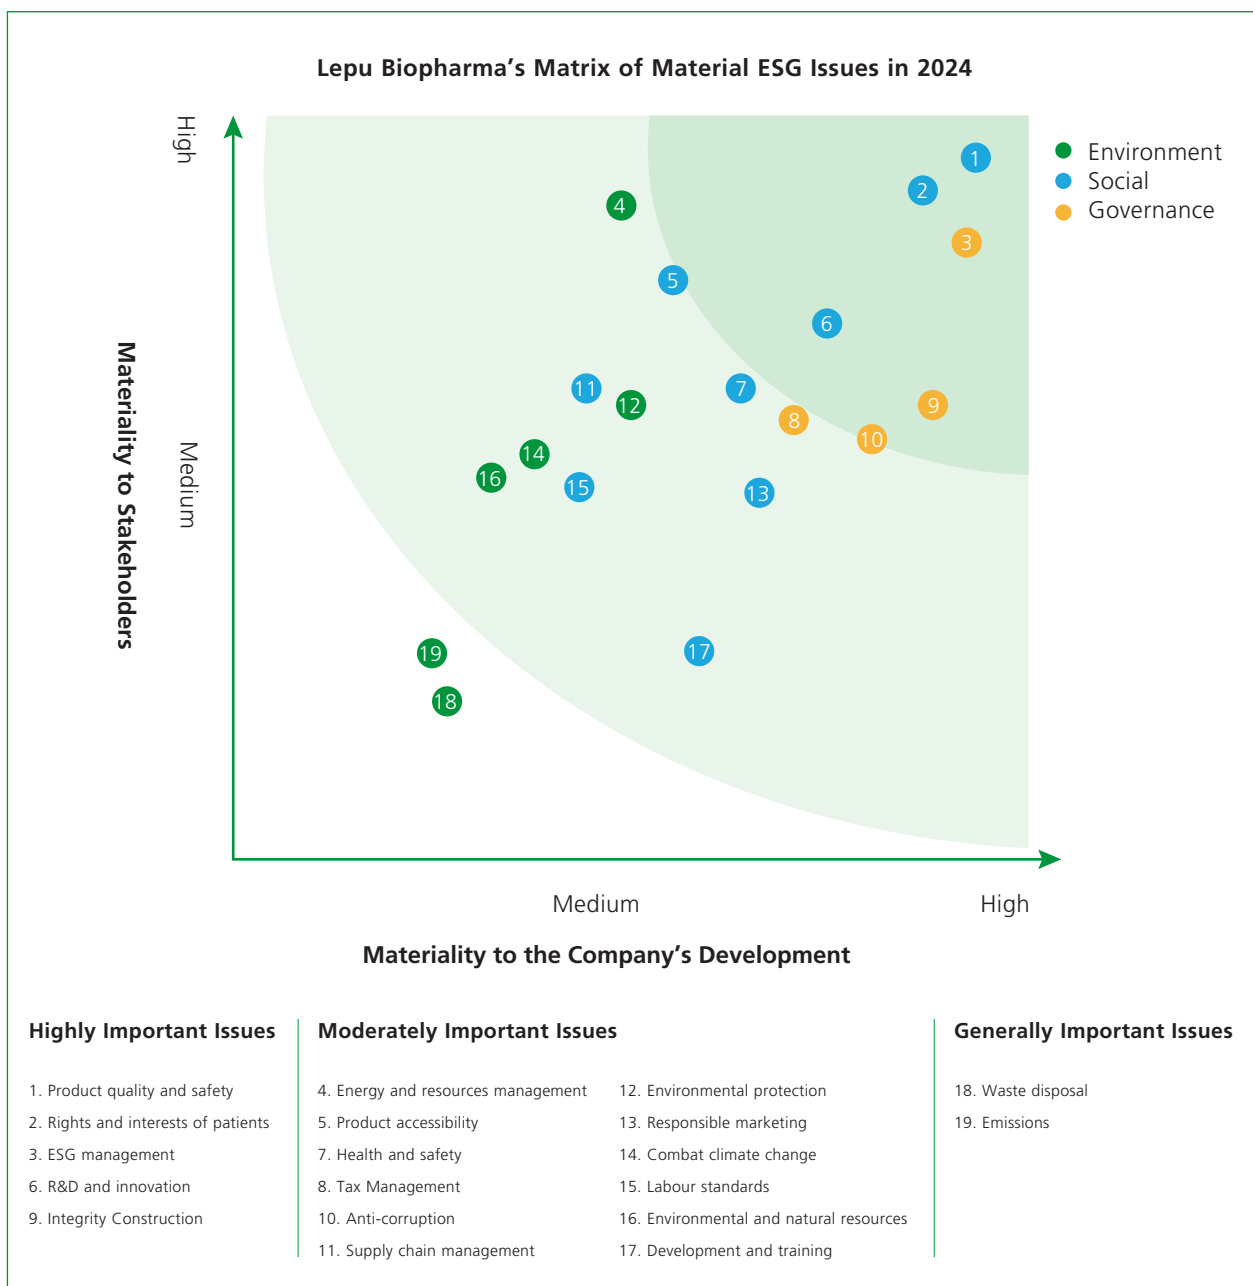 Lepu Biopharma’s Matrix of Material ESG Issues in 2024
High
Medium
Materiality to Stakeholders
1
2
3
4
5
6
7
8
9
10
11
12
13
14
15
16
17
18
19
Environment
Social
Governance
Medium
High
Materiality to the Company’s Development
Highly Important Issues
1. Product quality and safety
2. Rights and interests of patients
3. ESG management
6. R&D and innovation
9. Integrity Construction
Moderately Important Issues
4. Energy and resources management
5. Product accessibility
7. Health and safety
8. Tax Management
10. Anti-corruption
11. Supply chain management
12. Environmental protection
13. Responsible marketing
14. Combat climate change
15. Labour standards
16. Environmental and natural resources
17. Development and training
Generally Important Issues
18. Waste disposal
19. Emissions